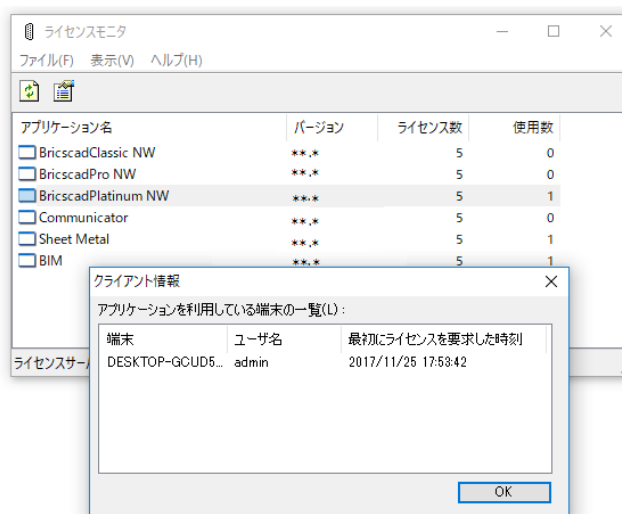 ライセンスモニタ
ファイル(F) 表示(V) ヘルプ(H)
アプリケーション名 バージョン ライセンス数 使用数
BricscadClassic NW **.* 5 0
BricscadPro NW **.* 5 0
BricscadPlatinum NW **.* 5 1
Communicator **.* 5 0
Sheet Metal **.* 5 1
BIM **.* 5 1
クライアント情報
アプリケーションを利用している端末の一覧(L):
端末 ユーザ名 最初にライセンスを要求した時刻
DESKTOP-GCUD5... admin 2017/11/25 17:53:42
ライセンスサー
OK